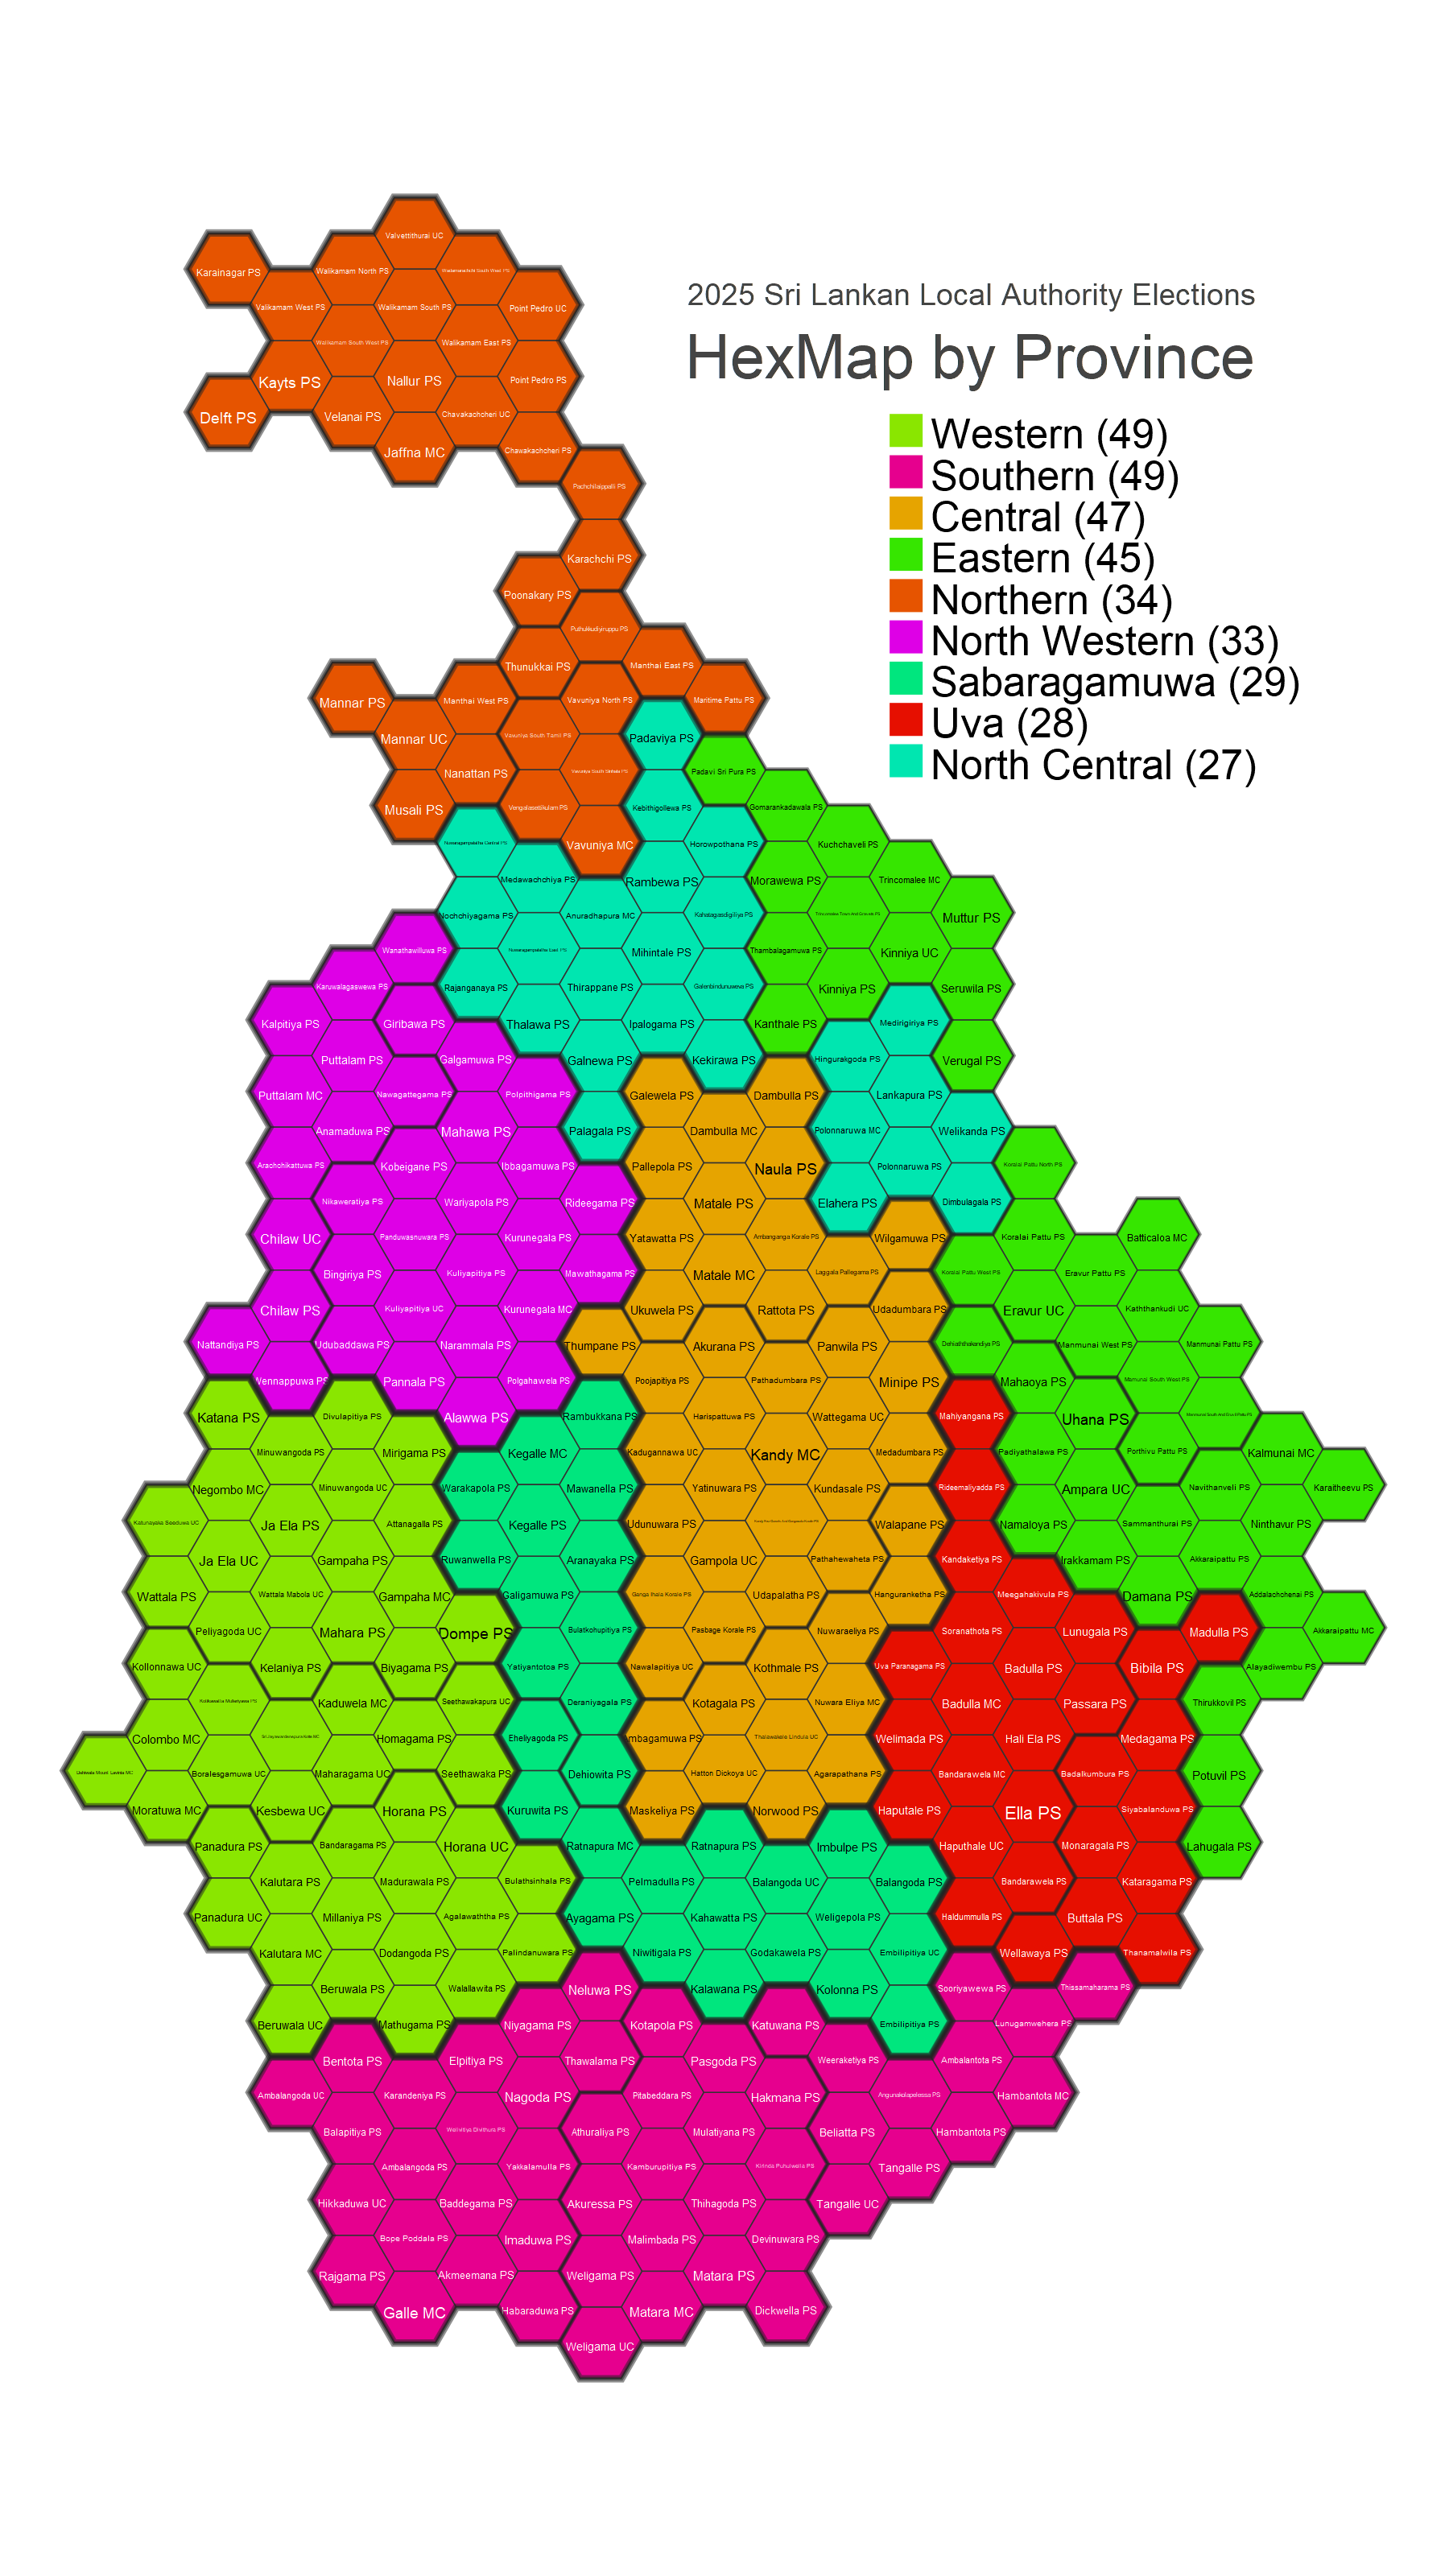 Valvettithurai UC
Karainagar PS
Walikamam North PS
2025 Sri Lankan Local Authority Elections
Valikamam West PS
Walikamam South PS
Point Pedro UC
Walikamam South West PS
Walikamam East PS
HexMap by Province
Kayts PS
Nallur PS
Point Pedro PS
Delft PS
Velanai PS
Chavakachcheri UC
Western (49)
Jaffna MC
Chawakachcheri PS
Southern (49)
Pachchilaippalli PS
Central (47)
Karachchi PS
Eastern (45)
Poonakary PS
Northern (34)
Puthukkudiyiruppu PS
North Western (33)
Thunukkai PS
Manthai East PS
Sabaragamuwa (29)
Mannar PS
Manthai West PS
Vavuniya North PS
Maritime Pattu PS
Uva (28)
Mannar UC
Vavuniya South Tamil PS
Padaviya PS
North Central (27)
Nanattan PS
Vavuniya South Sinhala PS
Padavi Sri Pura PS
Musali PS
Vengalasettikulam PS
Kebithigollewa PS
Gomarankadawala PS
Nuwaragampalatha Central PS
Vavuniya MC
Horowpothana PS
Kuchchaveli PS
Medawachchiya PS
Rambewa PS
Morawewa PS
Trincomalee MC
Nochchiyagama PS
Anuradhapura MC
Kahatagasdigiliya PS
Trincomalee Town And Gravets PS
Muttur PS
Wanathawilluwa PS
Nuwaragampalatha East PS
Mihintale PS
Thambalagamuwa PS
Kinniya UC
Karuwalagaswewa PS
Rajanganaya PS
Thirappane PS
Galenbindunuweva PS
Kinniya PS
Seruwila PS
Kalpitiya PS
Giribawa PS
Thalawa PS
Ipalogama PS
Kanthale PS
Medirigiriya PS
Puttalam PS
Galgamuwa PS
Galnewa PS
Kekirawa PS
Hingurakgoda PS
Verugal PS
Puttalam MC
Nawagattegama PS
Polpithigama PS
Galewela PS
Dambulla PS
Lankapura PS
Anamaduwa PS
Mahawa PS
Palagala PS
Dambulla MC
Polonnaruwa MC
Welikanda PS
Arachchikattuwa PS
Kobeigane PS
Ibbagamuwa PS
Pallepola PS
Naula PS
Polonnaruwa PS
Koralai Pattu North PS
Nikaweratiya PS
Wariyapola PS
Rideegama PS
Matale PS
Elahera PS
Dimbulagala PS
Chilaw UC
Panduwasnuwara PS
Kurunegala PS
Yatawatta PS
Ambanganga Korale PS
Wilgamuwa PS
Koralai Pattu PS
Batticaloa MC
Bingiriya PS
Kuliyapitiya PS
Mawathagama PS
Matale MC
Laggala Pallegama PS
Koralai Pattu West PS
Eravur Pattu PS
Chilaw PS
Kuliyapitiya UC
Kurunegala MC
Ukuwela PS
Rattota PS
Udadumbara PS
Eravur UC
Kaththankudi UC
Nattandiya PS
Udubaddawa PS
Narammala PS
Thumpane PS
Akurana PS
Panwila PS
Dehiaththakandiya PS
Manmunai West PS
Manmunai Pattu PS
Wennappuwa PS
Pannala PS
Polgahawela PS
Poojapitiya PS
Pathadumbara PS
Minipe PS
Mahaoya PS
Manmunai South West PS
Katana PS
Divulapitiya PS
Alawwa PS
Rambukkana PS
Harispattuwa PS
Wattegama UC
Mahiyangana PS
Uhana PS
Minuwangoda PS
Mirigama PS
Kegalle MC
Kadugannawa UC
Kandy MC
Medadumbara PS
Padiyathalawa PS
Porthivu Pattu PS
Kalmunai MC
Negombo MC
Minuwangoda UC
Warakapola PS
Mawanella PS
Yatinuwara PS
Kundasale PS
Rideemaliyadda PS
Ampara UC
Navithanveli PS
Karaitheevu PS
Katunayaka Seeduwa UC
Ja Ela PS
Attanagalla PS
Kegalle PS
Udunuwara PS
Walapane PS
Namaloya PS
Sammanthurai PS
Ninthavur PS
Ja Ela UC
Gampaha PS
Ruwanwella PS
Aranayaka PS
Gampola UC
Pathahewaheta PS
Kandaketiya PS
Irakkamam PS
Akkaraipattu PS
Wattala PS
Wattala Mabola UC
Gampaha MC
Galigamuwa PS
Ganga Ihala Korale PS
Udapalatha PS
Hanguranketha PS
Meegahakivula PS
Damana PS
Addalachchenai PS
Peliyagoda UC
Mahara PS
Dompe PS
Bulatkohupitiya PS
Pasbage Korale PS
Nuwaraeliya PS
Soranathota PS
Lunugala PS
Madulla PS
Akkaraipattu MC
Kollonnawa UC
Kelaniya PS
Biyagama PS
Yatiyantotoa PS
Nawalapitiya UC
Kothmale PS
Uva Paranagama PS
Badulla PS
Bibila PS
Alayadiwembu PS
Kotikawatta Mulleriyawa PS
Kaduwela MC
Seethawakapura UC
Deraniyagala PS
Kotagala PS
Nuwara Eliya MC
Badulla MC
Passara PS
Thirukkovil PS
Colombo MC
Sri Jayawardenapura Kotte MC
Homagama PS
Eheliyagoda PS
Ambagamuwa PS
Thalawakele Lindula UC
Welimada PS
Hali Ela PS
Medagama PS
Dehiwala Mount Lavinia MC
Boralesgamuwa UC
Maharagama UC
Seethawaka PS
Dehiowita PS
Hatton Dickoya UC
Agarapathana PS
Bandarawela MC
Badalkumbura PS
Potuvil PS
Moratuwa MC
Kesbewa UC
Horana PS
Kuruwita PS
Maskeliya PS
Norwood PS
Haputale PS
Ella PS
Siyabalanduwa PS
Panadura PS
Bandaragama PS
Horana UC
Ratnapura MC
Ratnapura PS
Imbulpe PS
Haputhale UC
Monaragala PS
Lahugala PS
Kalutara PS
Madurawala PS
Bulathsinhala PS
Pelmadulla PS
Balangoda UC
Balangoda PS
Bandarawela PS
Kataragama PS
Panadura UC
Millaniya PS
Agalawaththa PS
Ayagama PS
Kahawatta PS
Weligepola PS
Haldummulla PS
Buttala PS
Kalutara MC
Dodangoda PS
Palindanuwara PS
Niwitigala PS
Godakawela PS
Embilipitiya UC
Wellawaya PS
Thanamalwila PS
Beruwala PS
Walallawita PS
Neluwa PS
Kalawana PS
Kolonna PS
Sooriyawewa PS
Thissamaharama PS
Beruwala UC
Mathugama PS
Niyagama PS
Kotapola PS
Katuwana PS
Embilipitiya PS
Lunugamwehera PS
Bentota PS
Elpitiya PS
Thawalama PS
Pasgoda PS
Weeraketiya PS
Ambalantota PS
Ambalangoda UC
Karandeniya PS
Nagoda PS
Pitabeddara PS
Hakmana PS
Angunakolapelessa PS
Hambantota MC
Balapitiya PS
Welivitiya Divithura PS
Athuraliya PS
Mulatiyana PS
Beliatta PS
Hambantota PS
Ambalangoda PS
Yakkalamulla PS
Kamburupitiya PS
Kirinda Puhulwella PS
Tangalle PS
Hikkaduwa UC
Baddegama PS
Akuressa PS
Thihagoda PS
Tangalle UC
Bope Poddala PS
Imaduwa PS
Malimbada PS
Devinuwara PS
Rajgama PS
Akmeemana PS
Weligama PS
Matara PS
Galle MC
Habaraduwa PS
Matara MC
Dickwella PS
Weligama UC